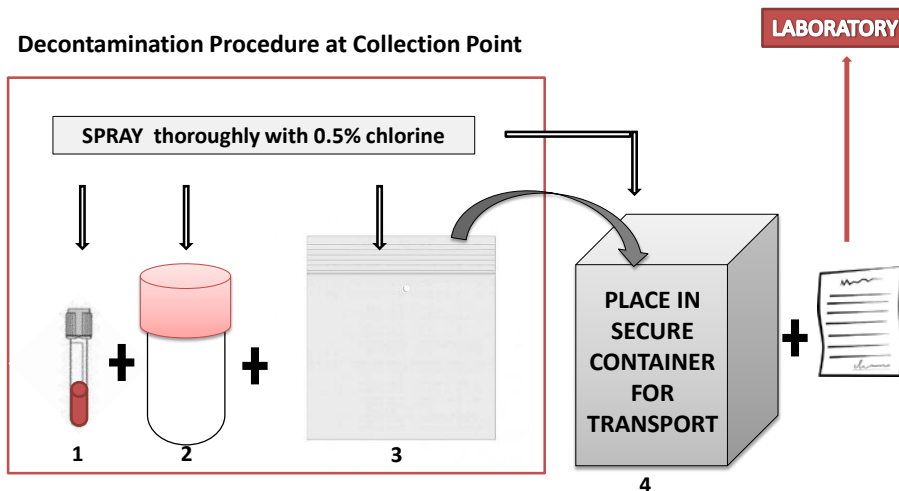 LABORATORY
Decontamination Procedure at Collection Point
SPRAY thoroughly with 0.5% chlorine
PLACE IN
SECURE
CONTAINER
FOR
TRANSPORT
1
2
3
4